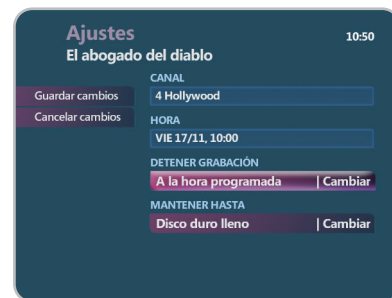 Ajustes
10:50
El abogado del diablo
CANAL
Guardar cambios
4 Hollywood
Cancelar cambios
HORA
VIE 17/11, 10:00
DETENER GRABACIÓN
A la hora programada | Cambiar
MANTENER HASTA
Disco duro lleno | Cambiar